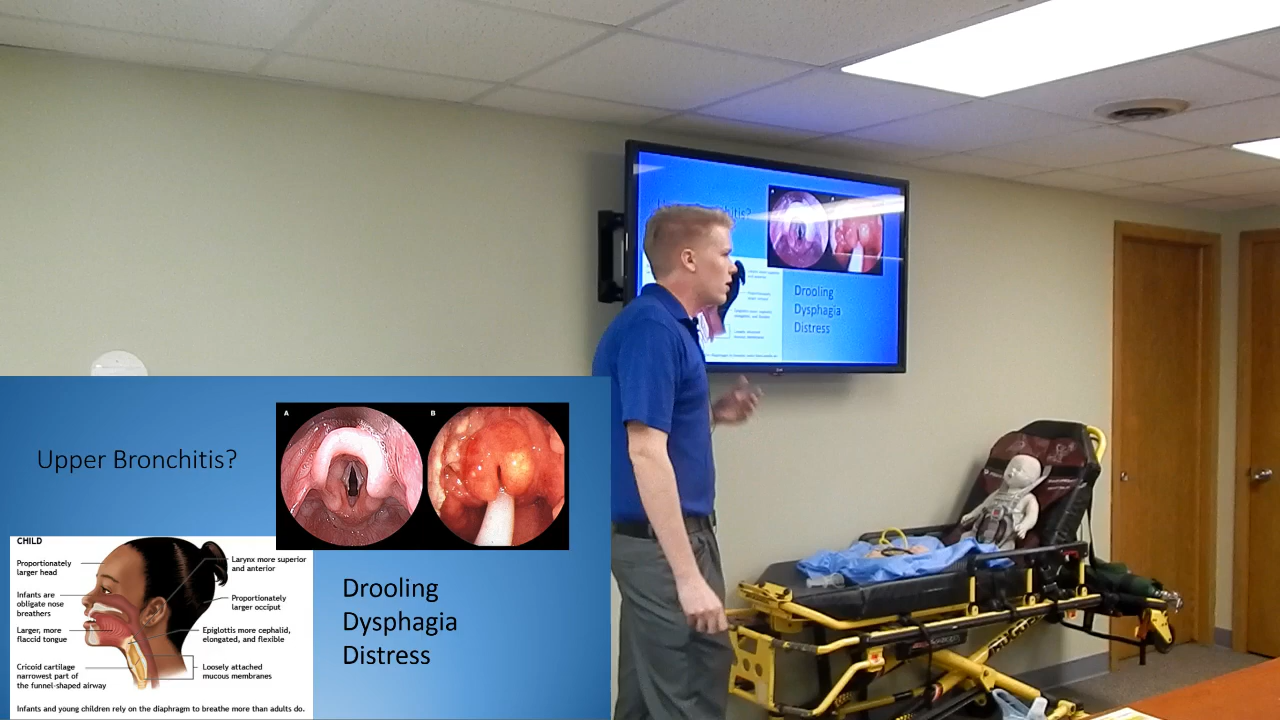 Upper Bronchitis?
A
B
CHILD
Proportionately
larger head
Infants are
obligate nose
breathers
Larger, more
flaccid tongue
Cricoid cartilage
narrowest part of
the funnel-shaped airway
Larynx more superior
and anterior
Proportionately
larger occiput
Epiglottis more cephalid,
elongated, and flexible
Loosely attached
mucous membranes
Infants and young children rely on the diaphragm to breathe more than adults do.
Drooling
Dysphagia
Distress
Drooling
Dysphagia
Distress